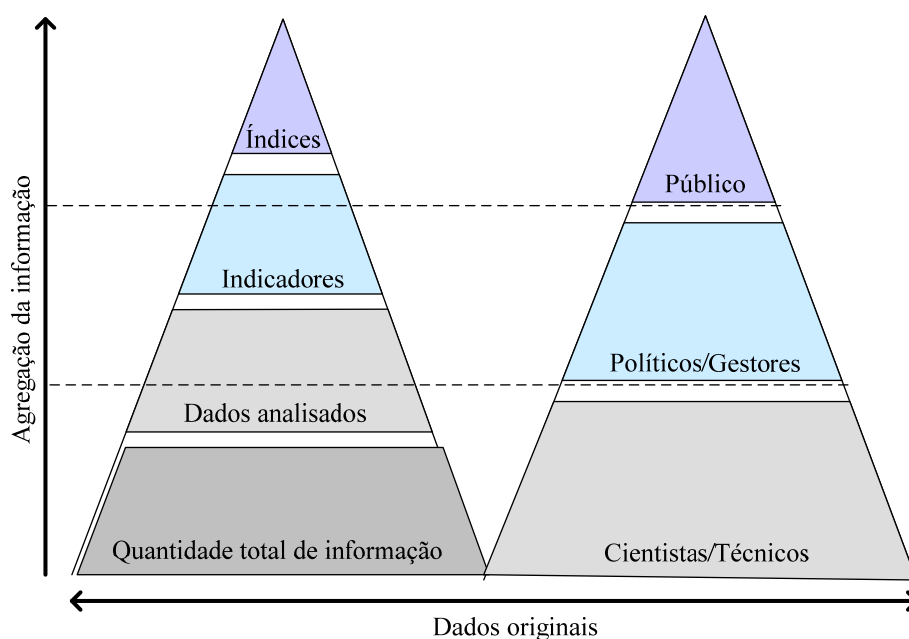 Índices
Público
Agregação da informação
Indicadores
Políticos/Gestores
Dados analisados
Quantidade total de informação
Cientistas/Técnicos
Dados originais